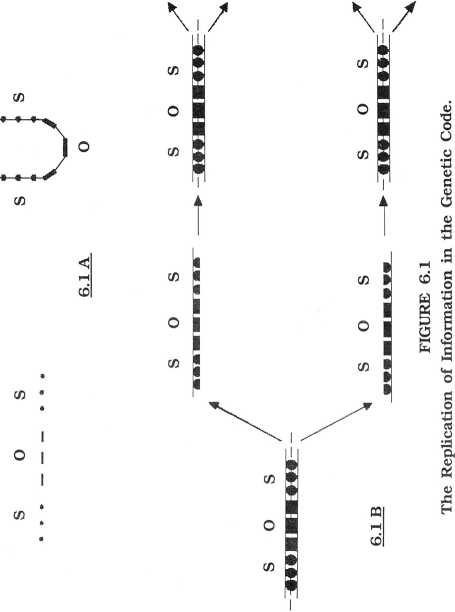 S O S
S S
6.1 A
O
S O S
S O S
S O S
S O S
S O S
6.1 B
FIGURE 6.1
The Replication of Information in the Genetic Code.